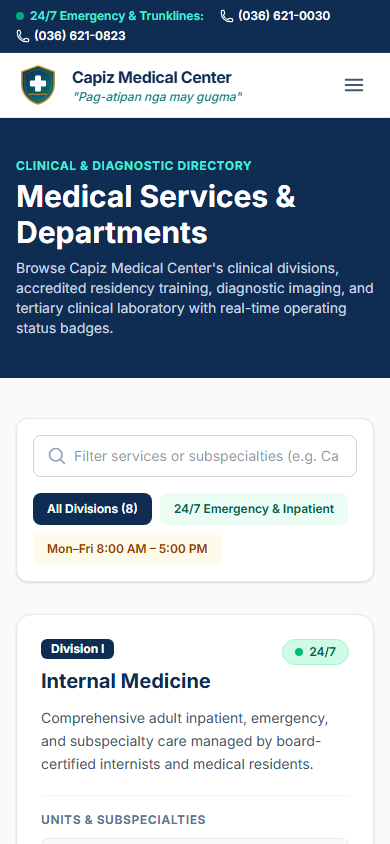 24/7 Emergency & Trunklines: (036) 621-0030
(036) 621-0823
Capiz Medical Center
"Pag-atipan nga may gugma"
CLINICAL & DIAGNOSTIC DIRECTORY
Medical Services &
Departments
Browse Capiz Medical Center's clinical divisions,
accredited residency training, diagnostic imaging, and
tertiary clinical laboratory with real-time operating
status badges.
Filter services or subspecialties (e.g. Ca
All Divisions (8)
24/7 Emergency & Inpatient
Mon–Fri 8:00 AM – 5:00 PM
Division I
24/7
Internal Medicine
Comprehensive adult inpatient, emergency,
and subspecialty care managed by board-
certified internists and medical residents.
UNITS & SUBSPECIALTIES